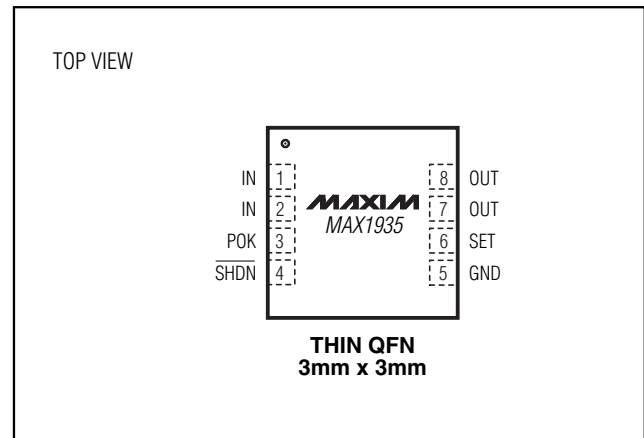 TOP VIEW
IN 1 8 OUT
IN 2 MAXIM 7 OUT
MAX1935
POK 3 6 SET
SHDN 4 5 GND
THIN QFN
3mm x 3mm